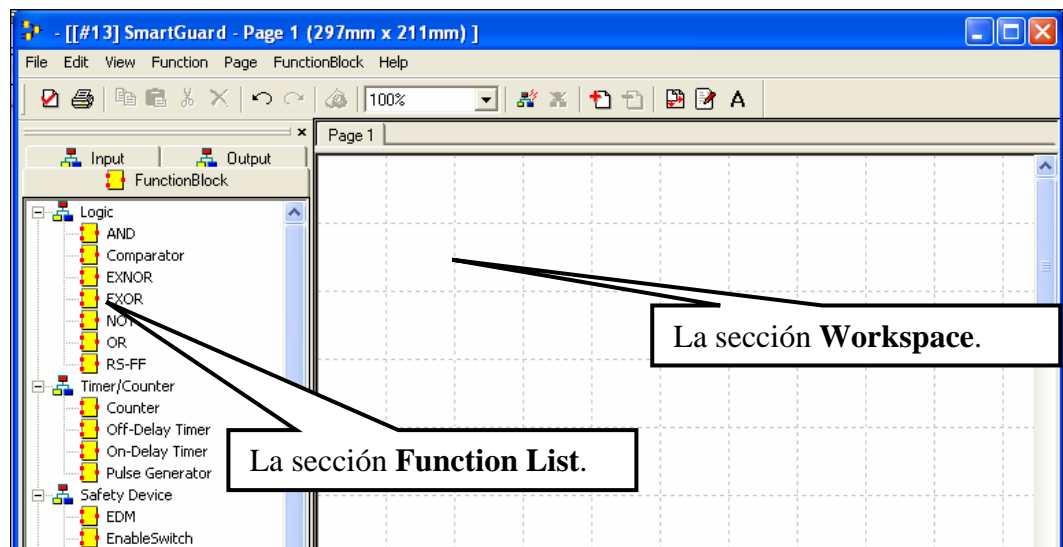 - [[#13] SmartGuard - Page 1 (297mm x 211mm) ]
File Edit View Function Page FunctionBlock Help
100%
A
Page 1
Input Output
FunctionBlock
Logic
AND
Comparator
EXNOR
EXOR
NOT
OR
RS-FF
Timer/Counter
Counter
Off-Delay Timer
On-Delay Timer
Pulse Generator
Safety Device
EDM
EnableSwitch
La sección Workspace.
La sección Function List.